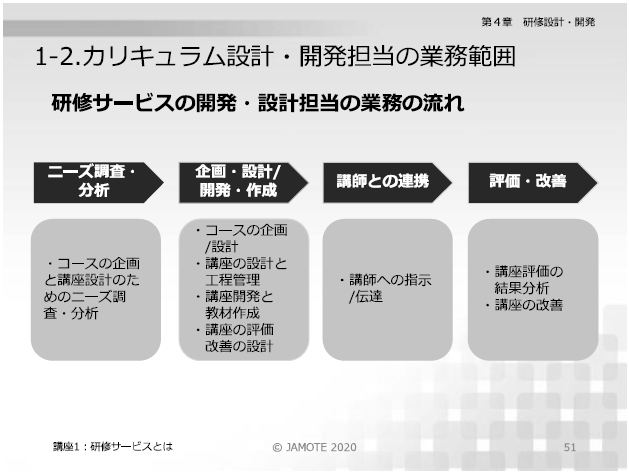 第４章　研修設計・開発
1-2.カリキュラム設計・開発担当の業務範囲
研修サービスの開発・設計担当の業務の流れ
ニーズ調査・
分析
企画・設計/
開発・作成
講師との連携
評価・改善
・コースの企画
と講座設計のた
めのニーズ調
査・分析
・コースの企画
/設計
・講座の設計と
工程管理
・講座開発と
教材作成
・講座の評価
改善の設計
・講師への指示
/伝達
・講座評価の
結果分析
・講座の改善
講座1：研修サービスとは
© JAMOTE 2020
51